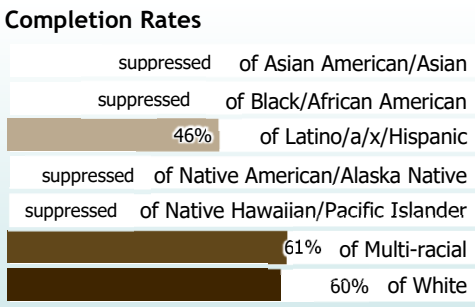 Completion Rates
suppressed of Asian American/Asian
suppressed of Black/African American
46% of Latino/a/x/Hispanic
suppressed of Native American/Alaska Native
suppressed of Native Hawaiian/Pacific Islander
61% of Multi-racial
60% of White